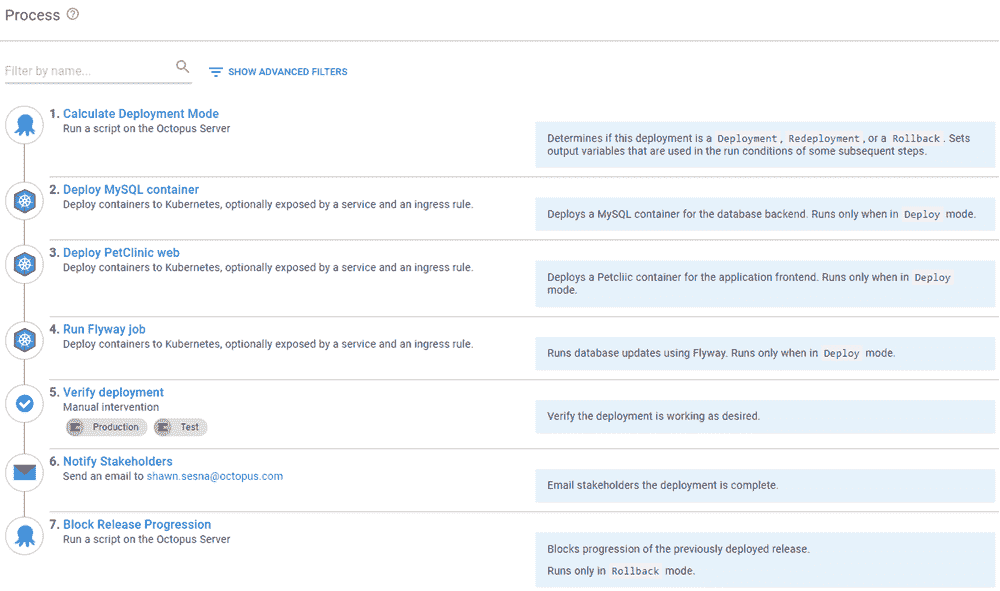 Process ?
Filter by name...
SHOW ADVANCED FILTERS
1. Calculate Deployment Mode
Run a script on the Octopus Server
Determines if this deployment is a Deployment, Redeployment, or a Rollback. Sets
output variables that are used in the run conditions of some subsequent steps.
2. Deploy MySQL container
Deploy containers to Kubernetes, optionally exposed by a service and an ingress rule.
Deploys a MySQL container for the database backend. Runs only when in Deploy mode.
3. Deploy PetClinic web
Deploy containers to Kubernetes, optionally exposed by a service and an ingress rule.
Deploys a Petcliic container for the application frontend. Runs only when in Deploy
mode.
4. Run Flyway job
Deploy containers to Kubernetes, optionally exposed by a service and an ingress rule.
Runs database updates using Flyway. Runs only when in Deploy mode.
5. Verify deployment
Manual intervention
Production Test
Verify the deployment is working as desired.
6. Notify Stakeholders
Send an email to shawn.sesna@octopus.com
Email stakeholders the deployment is complete.
7. Block Release Progression
Run a script on the Octopus Server
Blocks progression of the previously deployed release.
Runs only in Rollback mode.